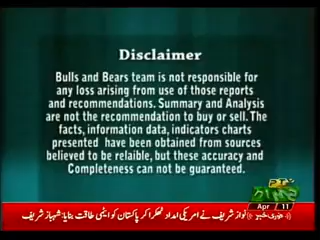 Disclaimer
Bulls and Bears team is not responsible for
any loss arising from use of those reports
and recommendations. Summary and Analysis
are not the recommendation to buy or sell. The
facts, information data, indicators charts
presented have been obtained from sources
believed to be relaible, but these accuracy and
Completeness can not be guaranteed.
Apr 11
نواز شریف نے امریکی امداد ٹھکرا کر پاکستان کو ایٹمی طاقت بنایا: شہباز شریف